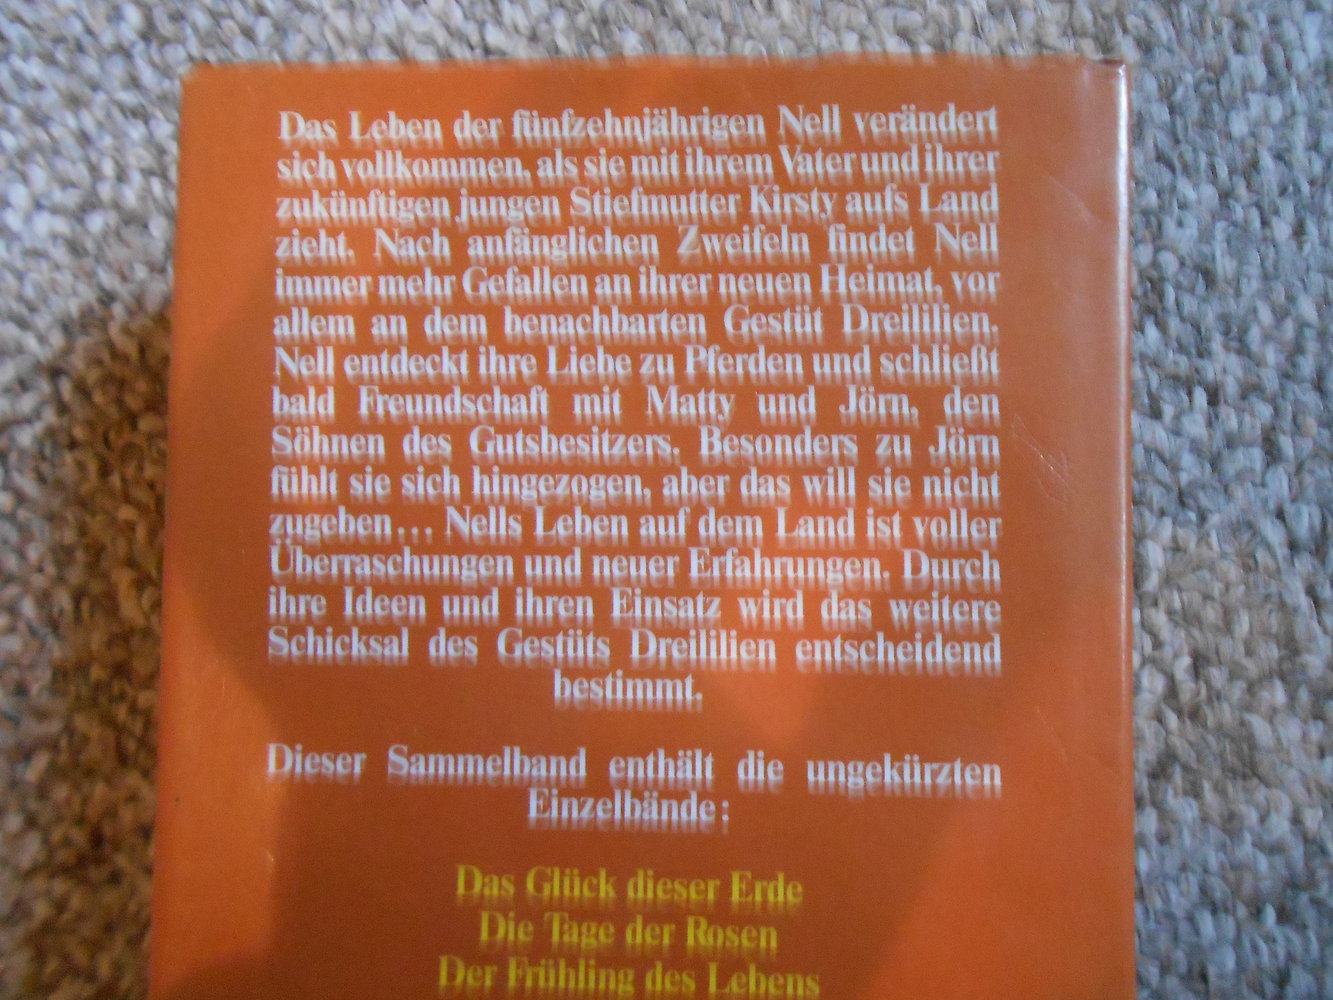 Das Leben der fünfzehnjährigen Nell verändert
sich vollkommen, als sie mit ihrem Vater und ihrer
zukünftigen jungen Stiefmutter Kirsty aufs Land
zieht. Nach anfänglichen Zweifeln findet Nell
immer mehr Gefallen an ihrer neuen Heimat, vor
allem an dem benachbarten Gestüt Dreililien.
Nell entdeckt ihre Liebe zu Pferden und schließt
bald Freundschaft mit Matty und Jörn, den
Söhnen des Gutsbesitzers. Besonders zu Jörn
fühlt sie sich hingezogen, aber das will sie nicht
zugeben... Nells Leben auf dem Land ist voller
Überraschungen und neuer Erfahrungen. Durch
ihre Ideen und ihren Einsatz wird das weitere
Schicksal des Gestüts Dreililien entscheidend
bestimmt.
Dieser Sammelband enthält die ungekürzten
Einzelbände:
Das Glück dieser Erde
Die Tage der Rosen
Der Frühling des Lebens